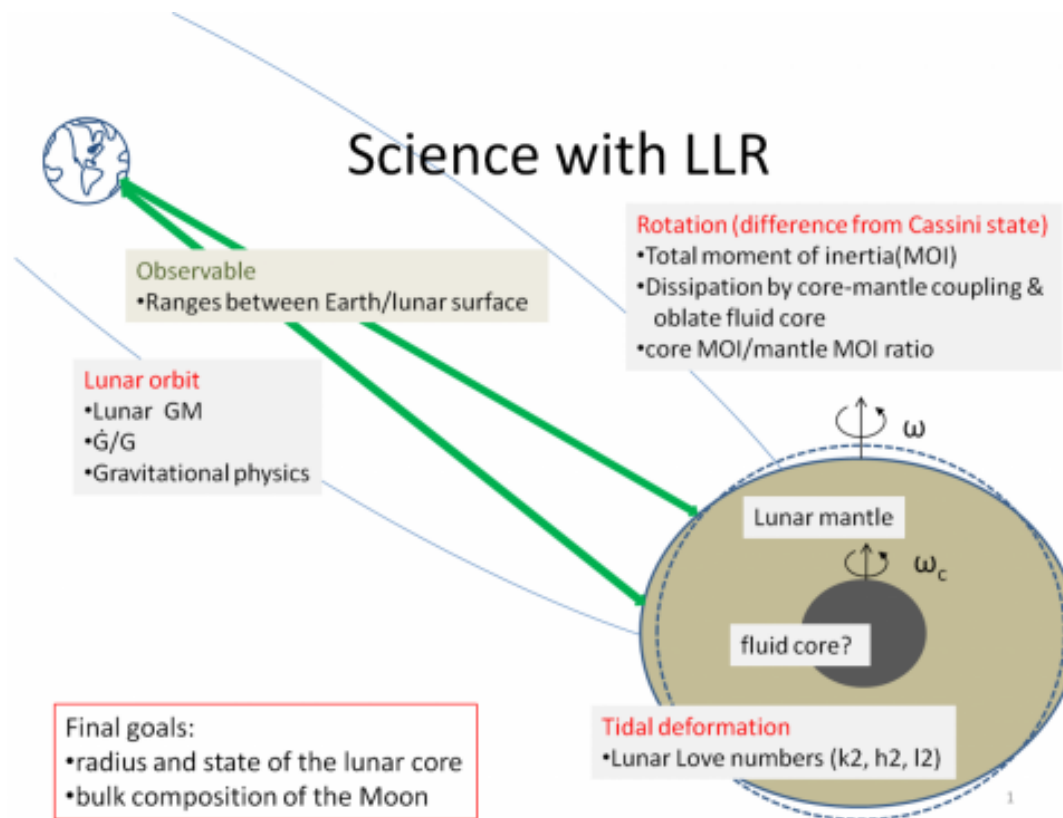 Science with LLR
Observable
•Ranges between Earth/lunar surface
Rotation (difference from Cassini state)
•Total moment of inertia(MOI)
•Dissipation by core-mantle coupling &
oblate fluid core
•core MOI/mantle MOI ratio
Lunar orbit
•Lunar GM
•Ġ/G
•Gravitational physics
ω
Lunar mantle
ωc
fluid core?
Tidal deformation
•Lunar Love numbers (k2, h2, l2)
Final goals:
•radius and state of the lunar core
•bulk composition of the Moon
1